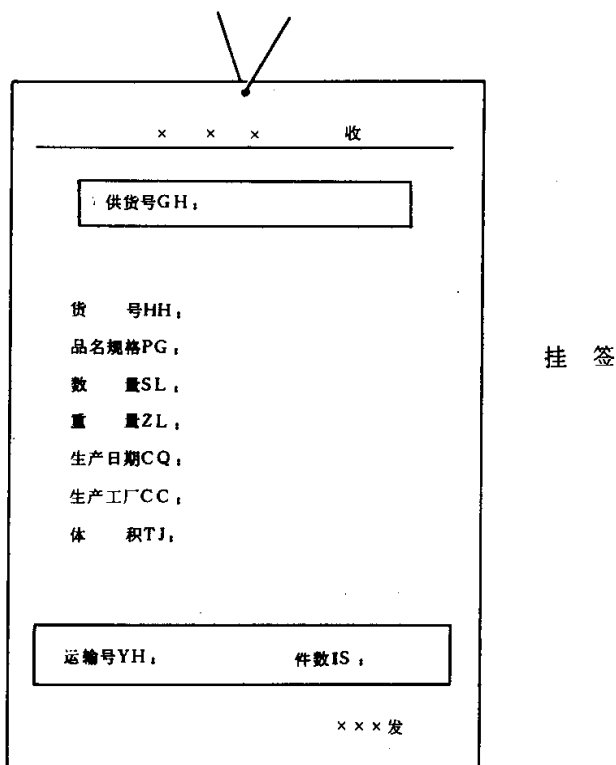 × × × 收
供货号GH:
货 号HH:
品名规格PG:
数 量SL:
重 量ZL:
生产日期CQ:
生产工厂CC:
体 积TJ:
运输号YH: 件数IS:
×××发
挂 签